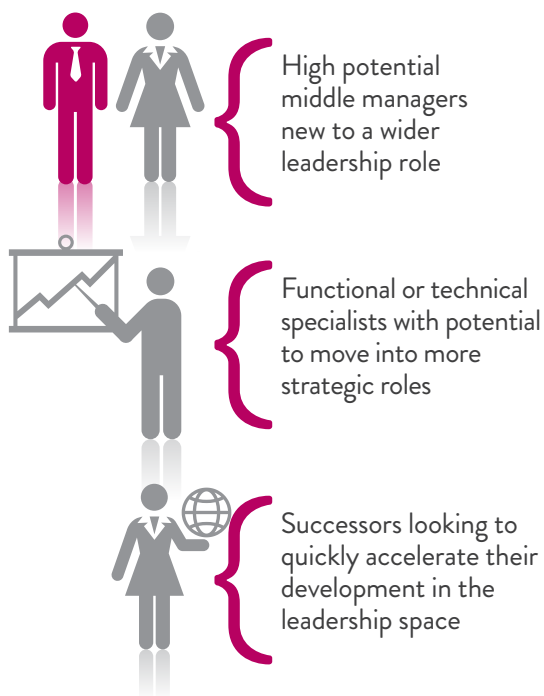 High potential
middle managers
new to a wider
leadership role
Functional or technical
specialists with potential
to move into more
strategic roles
Successors looking to
quickly accelerate their
development in the
leadership space